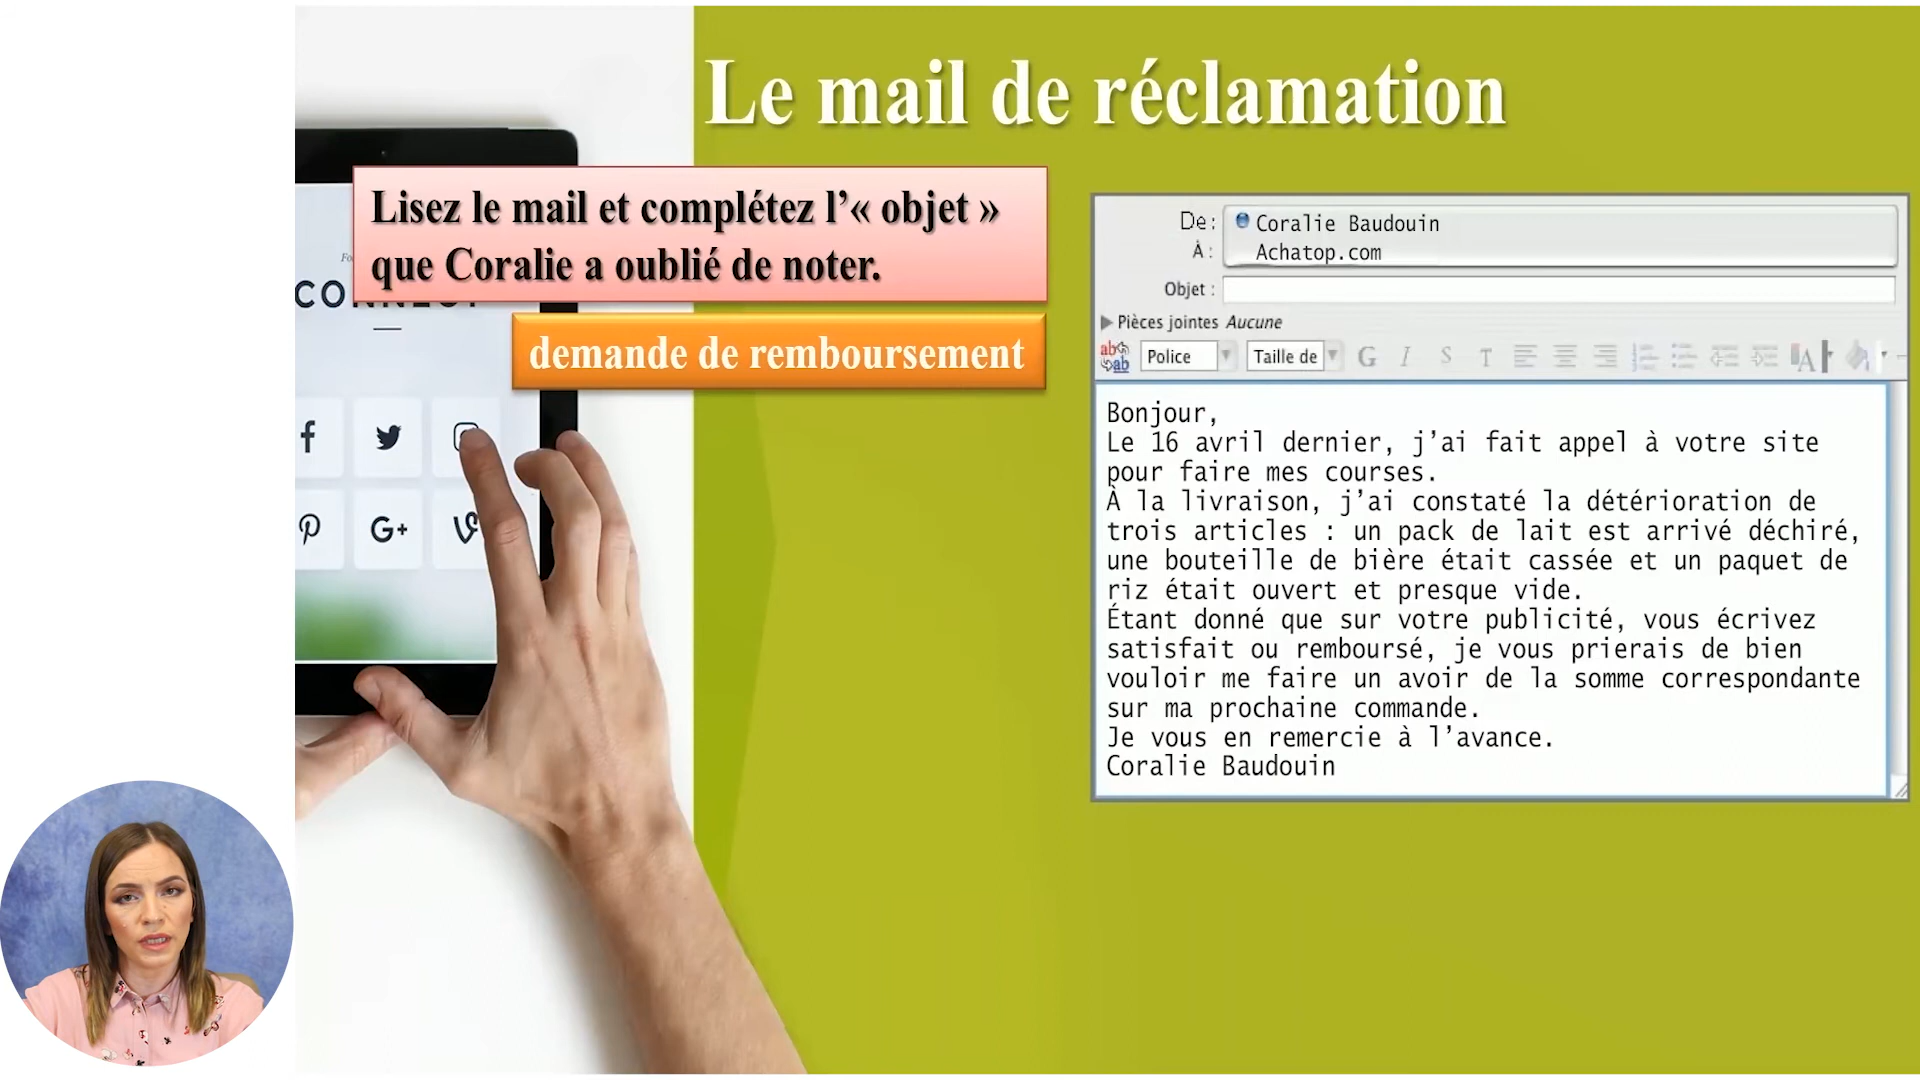 Le mail de réclamation
Lisez le mail et complétez l’« objet »
que Coralie a oublié de noter.
demande de remboursement
De :
Coralie Baudouin
À :
Achatop.com
Objet :
Pièces jointes Aucune
Police
Taille de
G I S T
Bonjour,
Le 16 avril dernier, j’ai fait appel à votre site
pour faire mes courses.
À la livraison, j’ai constaté la détérioration de
trois articles : un pack de lait est arrivé déchiré,
une bouteille de bière était cassée et un paquet de
riz était ouvert et presque vide.
Étant donné que sur votre publicité, vous écrivez
satisfait ou remboursé, je vous prierais de bien
vouloir me faire un avoir de la somme correspondante
sur ma prochaine commande.
Je vous en remercie à l’avance.
Coralie Baudouin
G+